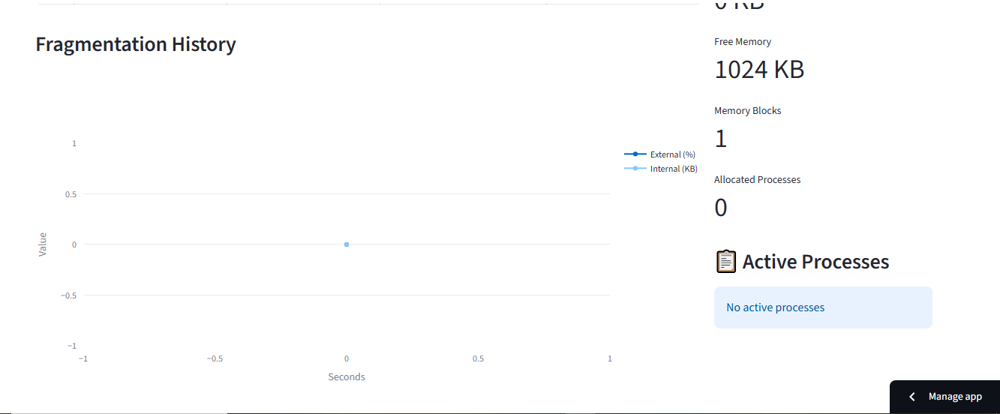 Fragmentation History
1
0.5
0
−0.5
−1
Value
−1
−0.5
0
0.5
1
Seconds
External (%)
Internal (KB)
0 KB
Free Memory
1024 KB
Memory Blocks
1
Allocated Processes
0
Active Processes
No active processes
Manage app